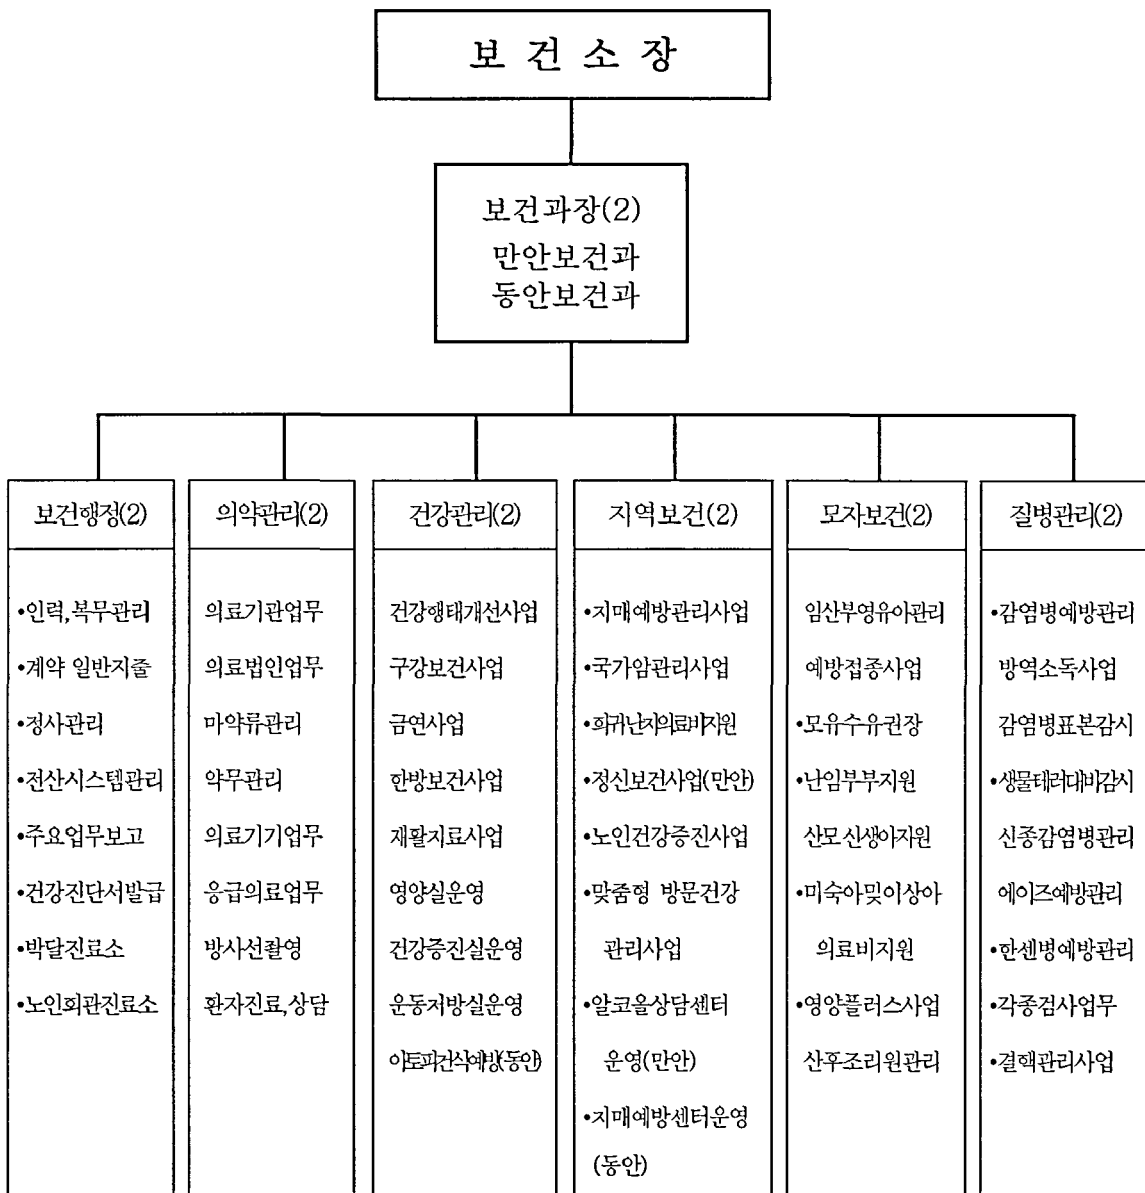 보 건 소 장
보건과장(2)
만안보건과
동안보건과
보건행정(2)
•인력,복무관리
•계약 일반지출
•청사관리
•전산시스템관리
•주요업무보고
•건강진단서발급
•박달진료소
•노인회관진료소
의약관리(2)
의료기관업무
의료법인업무
마약류관리
약무관리
의료기기업무
응급의료업무
방사선촬영
환자진료,상담
건강관리(2)
건강행태개선사업
구강보건사업
금연사업
한방보건사업
재활치료사업
영양실운영
건강증진실운영
운동처방실운영
아토피건식예방(동안)
지역보건(2)
•치매예방관리사업
•국가암관리사업
•희귀난치의료비지원
•정신보건사업(만안)
•노인건강증진사업
•맞춤형 방문건강
관리사업
•알코올상담센터
운영(만안)
•치매예방센터운영
(동안)
모자보건(2)
임산부영유아관리
예방접종사업
•모유수유권장
•난임부부지원
산모신생아지원
•미숙아및이상아
의료비지원
•영양플러스사업
산후조리원관리
질병관리(2)
•감염병예방관리
방역소독사업
감염병표본감시
•생물테러대비감시
신종감염병관리
에이즈예방관리
•한센병예방관리
•각종검사업무
•결핵관리사업